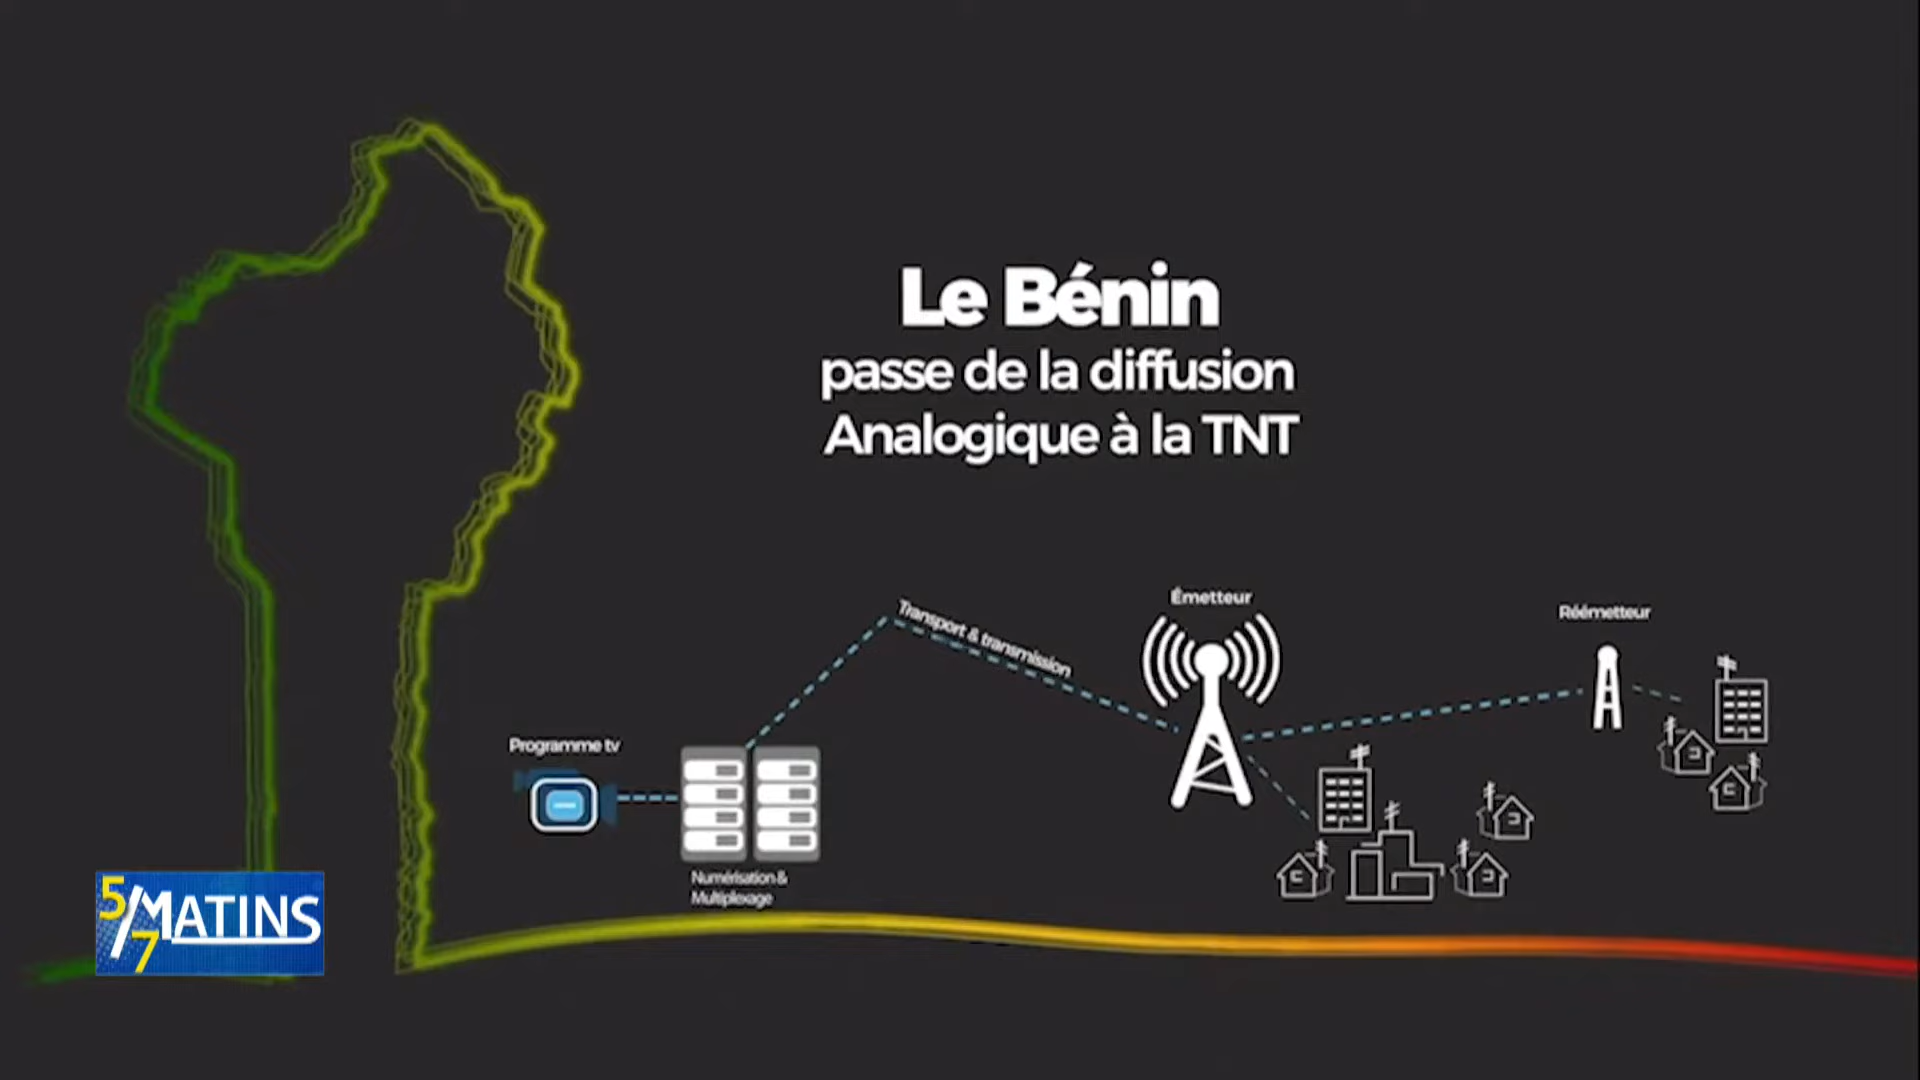 Le Bénin
passe de la diffusion
Analogique à la TNT
Émetteur
Réémetteur
Transport & transmission
Programme tv
Numérisation &
Multiplexage
5/7 MATINS